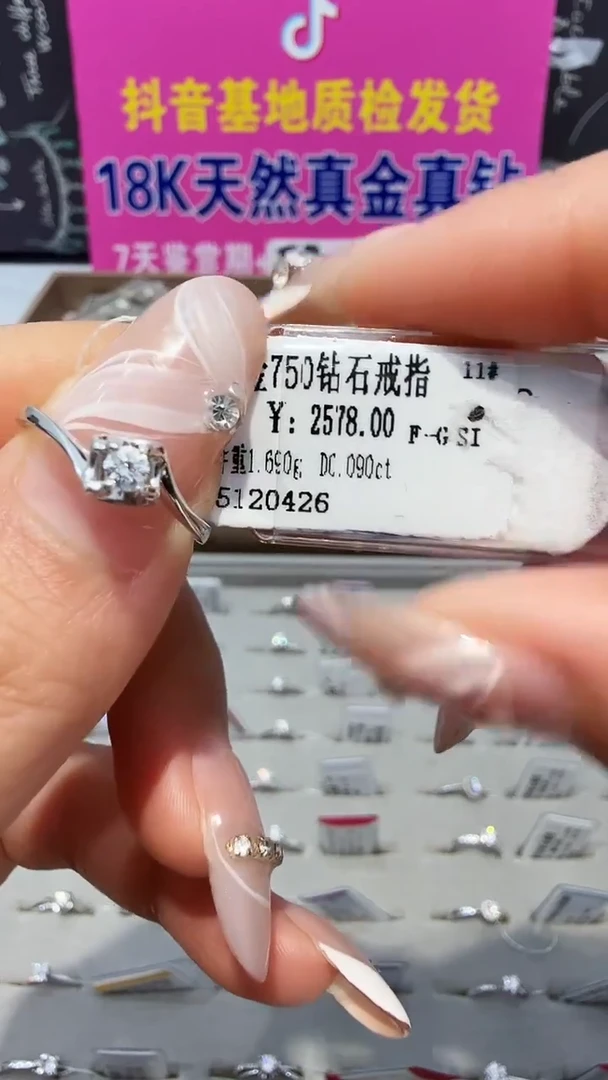 抖音基地质检发货
18K天然真金真钻
7天鉴赏期
金750钻石戒指 11#
¥: 2578.00 F-G SI
重1.690g DC.090ct
5120426